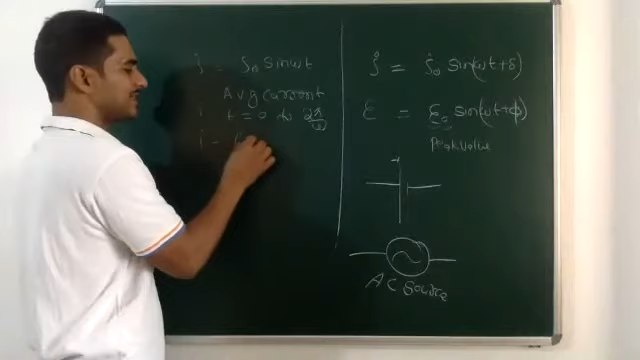 i = i₀ sinωt
Avg Current
t = 0 to 2π/ω
i =
i = i₀ sin(ωt+δ)
ε = ε₀ sin(ωt+ϕ)
Peak Value
AC Source